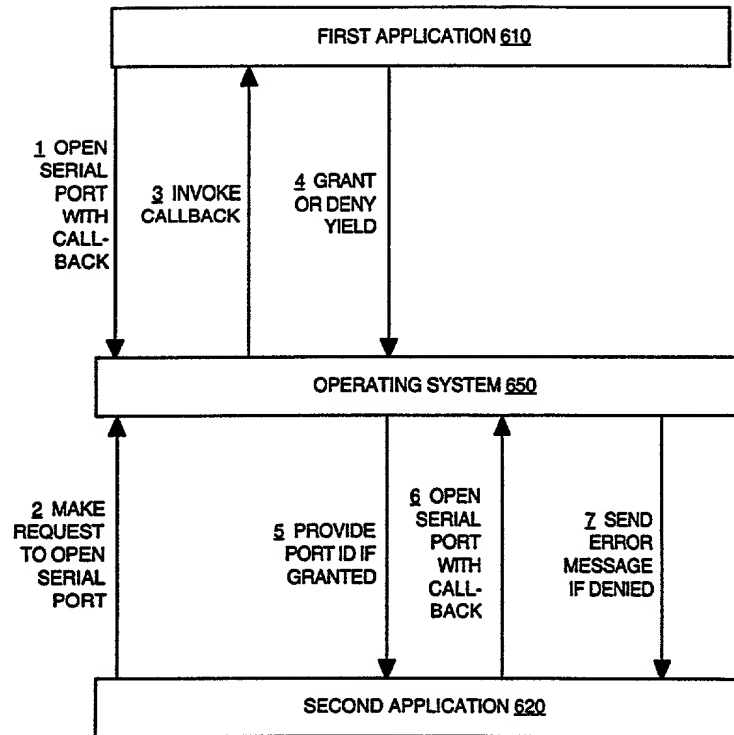 FIRST APPLICATION 610
1 OPEN
SERIAL
PORT
WITH
CALL-
BACK
3 INVOKE
CALLBACK
4 GRANT
OR DENY
YIELD
OPERATING SYSTEM 650
2 MAKE
REQUEST
TO OPEN
SERIAL
PORT
5 PROVIDE
PORT ID IF
GRANTED
6 OPEN
SERIAL
PORT
WITH
CALL-
BACK
7 SEND
ERROR
MESSAGE
IF DENIED
SECOND APPLICATION 620